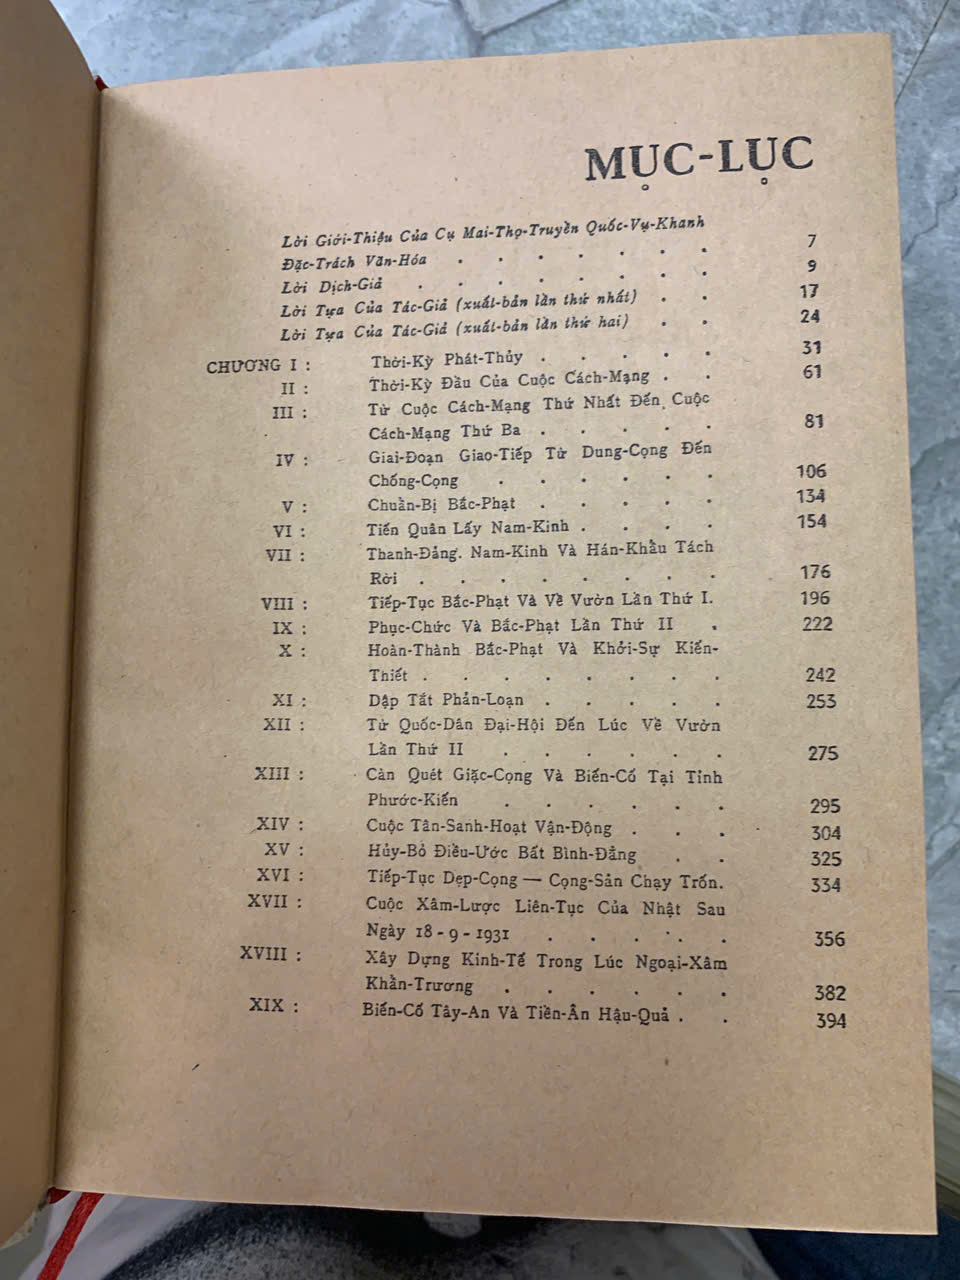 MỤC-LỤC
Lời Giới-Thiệu Của Cụ Mai-Thọ-Truyền Quốc-Vụ-Khanh
Đặc-Trách Văn-Hóa . . . . . . 7
Lời Dịch-Giả . . . . . . . 9
Lời Tựa Của Tác-Giả (xuất-bản lần thứ nhất) . . 17
Lời Tựa Của Tác-Giả (xuất-bản lần thứ hai) . . 24
CHƯƠNG I : Thời-Kỳ Phát-Thủy . . . . . 31
II : Thời-Kỳ Đầu Của Cuộc Cách-Mạng . . 61
III : Từ Cuộc Cách-Mạng Thứ Nhất Đến Cuộc
Cách-Mạng Thứ Ba . . . . . 81
IV : Giai-Đoạn Giao-Tiếp Từ Dung-Cọng Đến
Chống-Cọng . . . . . . 106
V : Chuẩn-Bị Bắc-Phạt . . . . . 134
VI : Tiến Quân Lấy Nam-Kinh . . . . 154
VII : Thanh-Đảng. Nam-Kinh Và Hán-Khẩu Tách
Rời . . . . . . . . 176
VIII : Tiếp-Tục Bắc-Phạt Và Về Vườn Lần Thứ I. 196
IX : Phục-Chức Và Bắc-Phạt Lần Thứ II . 222
X : Hoàn-Thành Bắc-Phạt Và Khởi-Sự Kiến-
Thiết . . . . . . . . 242
XI : Dập Tắt Phản-Loạn . . . . . 253
XII : Từ Quốc-Dân Đại-Hội Đến Lúc Về Vườn
Lần Thứ II . . . . . . 275
XIII : Càn Quét Giặc-Cọng Và Biến-Cố Tại Tỉnh
Phước-Kiến . . . . . . 295
XIV : Cuộc Tân-Sanh-Hoạt Vận-Động . . . 304
XV : Hủy-Bỏ Điều-Ước Bất Bình-Đẳng . . 325
XVI : Tiếp-Tục Dẹp-Cọng — Cọng-Sản Chạy Trốn. 334
XVII : Cuộc Xâm-Lược Liên-Tục Của Nhật Sau
Ngày 18 - 9 - 1931 . . . . . 356
XVIII : Xây Dựng Kinh-Tế Trong Lúc Ngoại-Xâm
Khẩn-Trương . . . . . . 382
XIX : Biến-Cố Tây-An Và Tiền-Ân Hậu-Quả . . 394